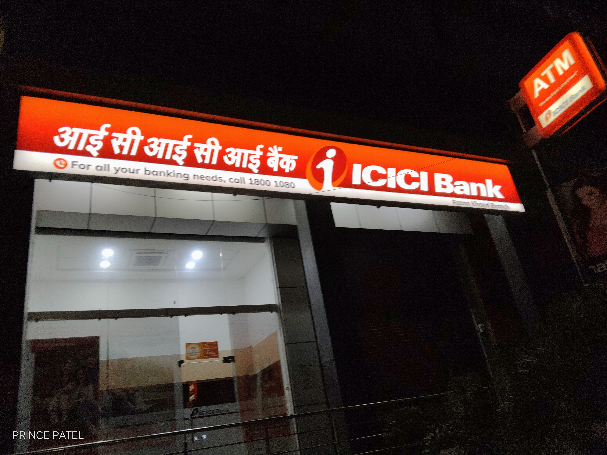 ATM
आई सी आई सी आई बैंक
ICICI Bank
For all your banking needs, call 1800 1080
PRINCE PATEL